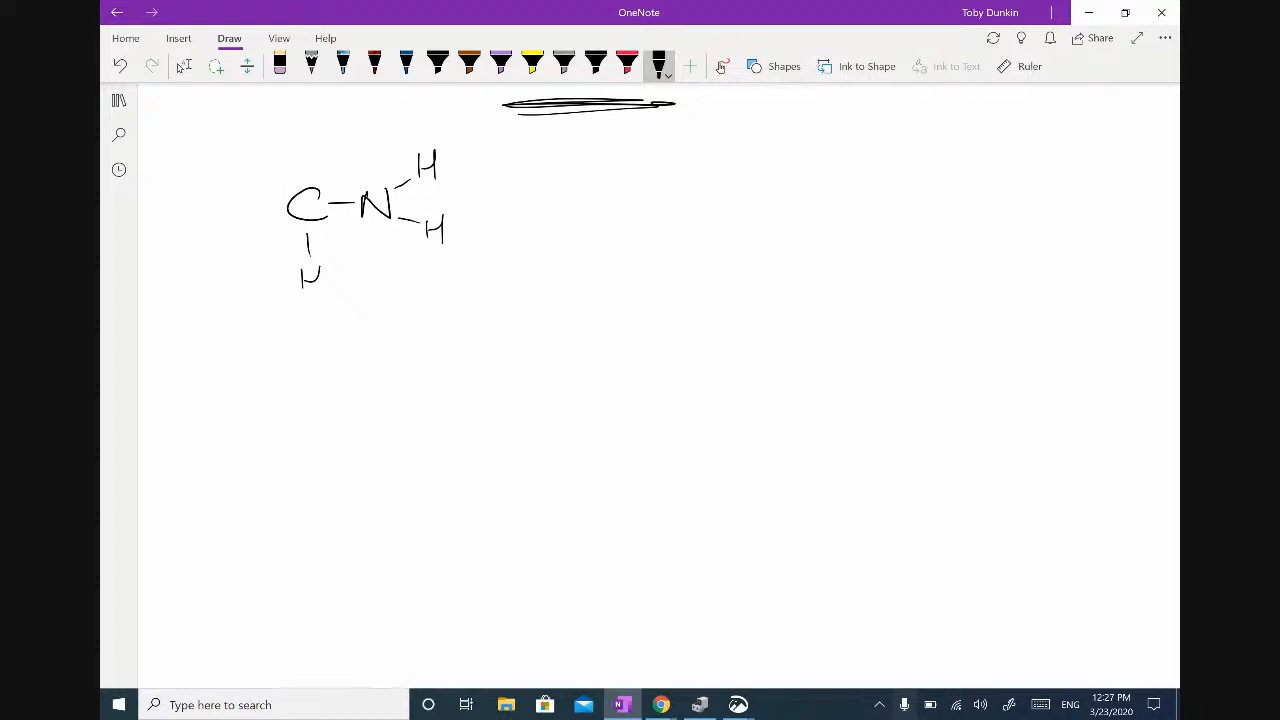 OneNote
Toby Dunkin
Home Insert Draw View Help
Share
Shapes
Ink to Shape
Ink to Text
Ruler
H
C-N
H
H
Type here to search
ENG
12:27 PM
3/23/2020